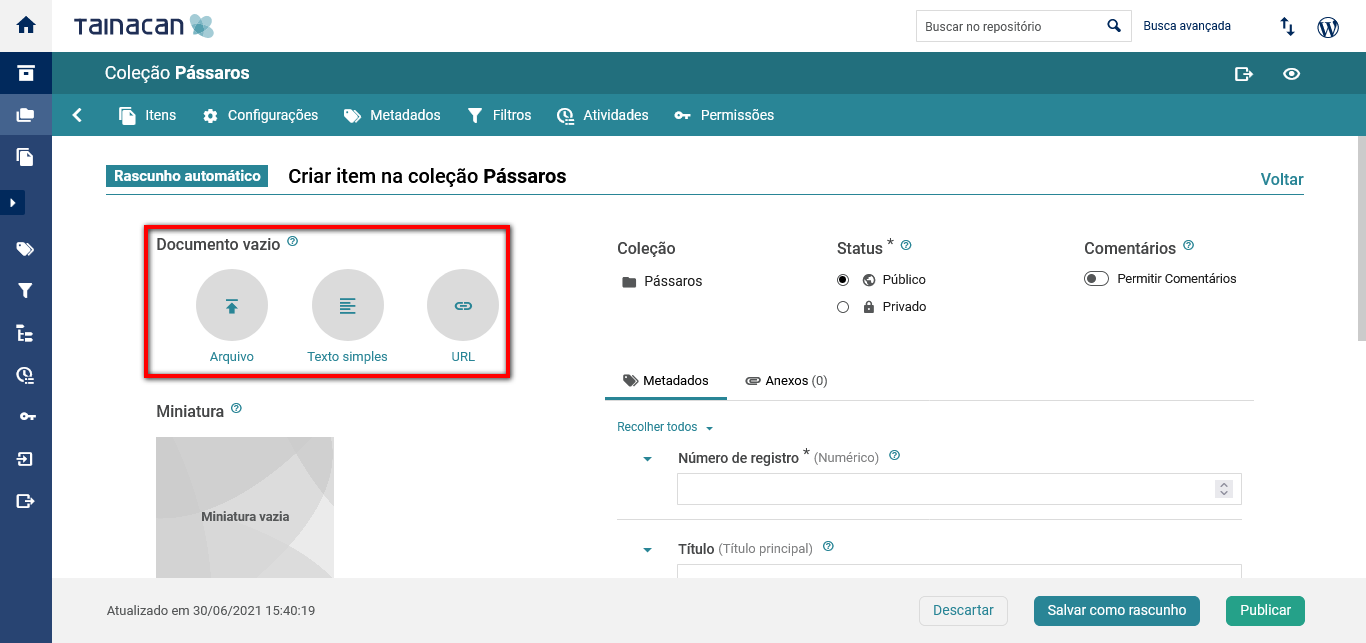 TAINACAN
Buscar no repositório
Busca avançada
Coleção Pássaros
Itens
Configurações
Metadados
Filtros
Atividades
Permissões
Rascunho automático
Criar item na coleção Pássaros
Voltar
Documento vazio
Arquivo
Texto simples
URL
Miniatura
Miniatura vazia
Coleção
Pássaros
Status *
Público
Privado
Comentários
Permitir Comentários
Metadados
Anexos (0)
Recolher todos
Número de registro * (Numérico)
Título (Título principal)
Atualizado em 30/06/2021 15:40:19
Descartar
Salvar como rascunho
Publicar